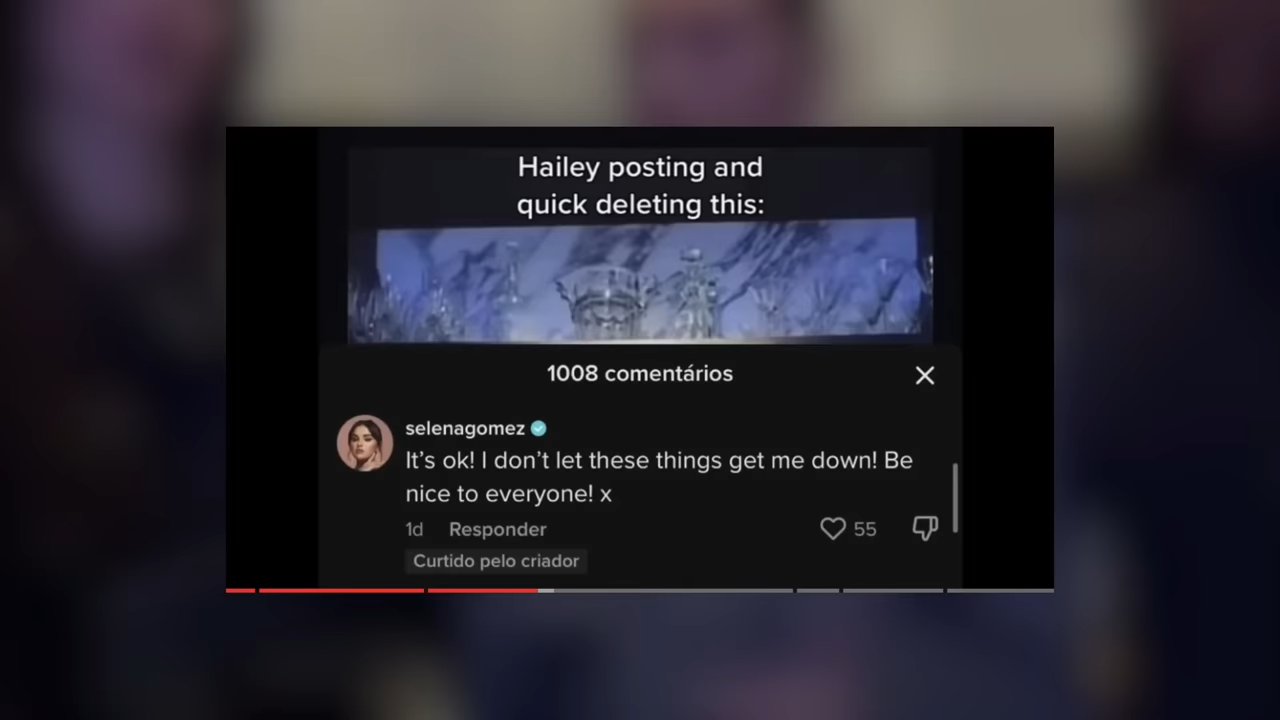 Hailey posting and
quick deleting this:
1008 comentários
selenagomez
It's ok! I don't let these things get me down! Be
nice to everyone! x
1d Responder 55
Curtido pelo criador